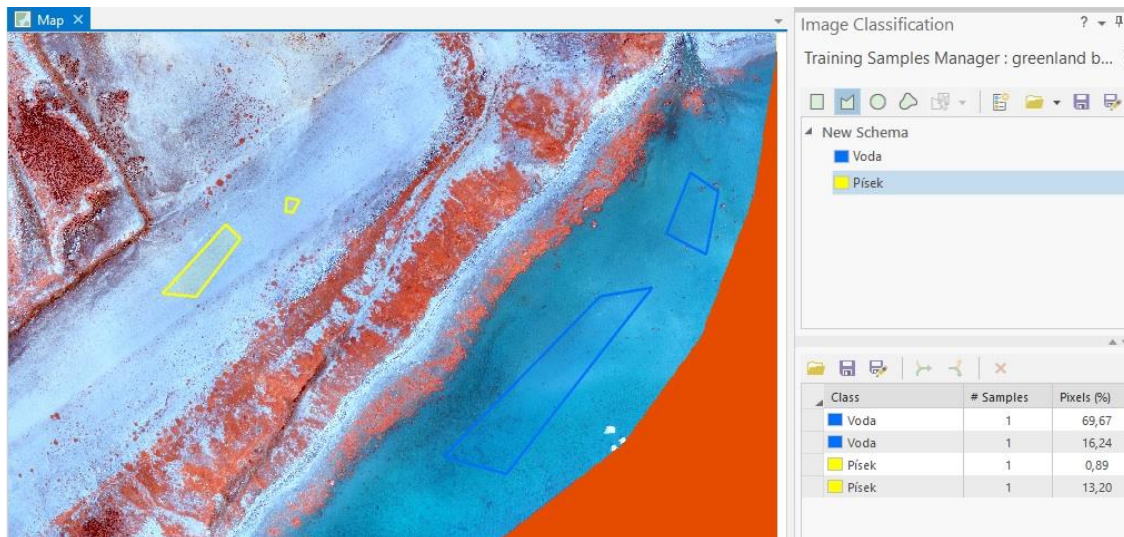 Map
Image Classification
Training Samples Manager : greenland b...
New Schema
Voda
Písek
Class # Samples Pixels (%)
Voda 1 69,67
Voda 1 16,24
Písek 1 0,89
Písek 1 13,20